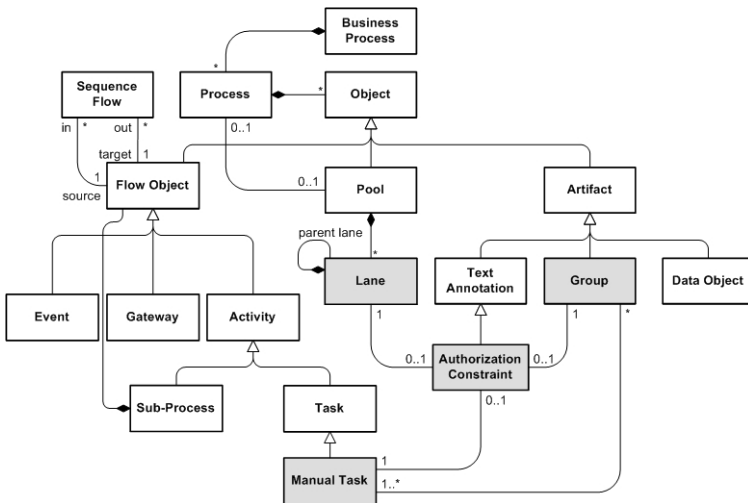 Business
Process
*
Sequence
Flow
Process
*
Object
in
*
out
*
0..1
target
1
1
source
Flow Object
0..1
Pool
Artifact
parent lane
*
Lane
Text
Annotation
Group
Data Object
Event
Gateway
Activity
1
1
*
0..1
0..1
Authorization
Constraint
0..1
Sub-Process
Task
Manual Task
1
1..*